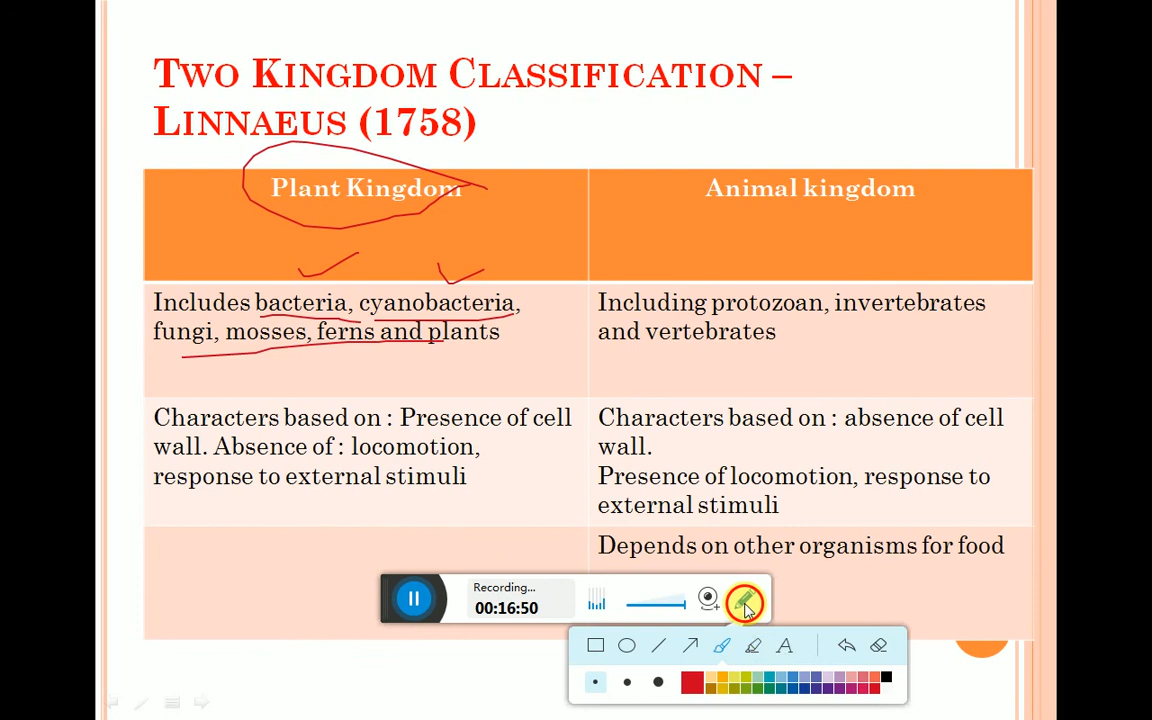 TWO KINGDOM CLASSIFICATION –
LINNAEUS (1758)
Plant Kingdom
Animal kingdom
Includes bacteria, cyanobacteria,
fungi, mosses, ferns and plants
Including protozoan, invertebrates
and vertebrates
Characters based on : Presence of cell
wall. Absence of : locomotion,
response to external stimuli
Characters based on : absence of cell
wall.
Presence of locomotion, response to
external stimuli
Depends on other organisms for food
Recording...
00:16:50
A